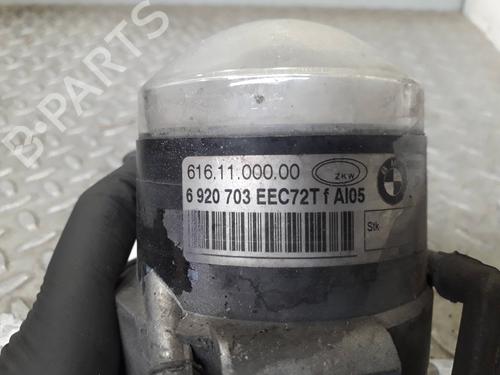 616.11.000.00
ZKW
6 920 703 EEC72T f AI05
Stk
B-PARTS